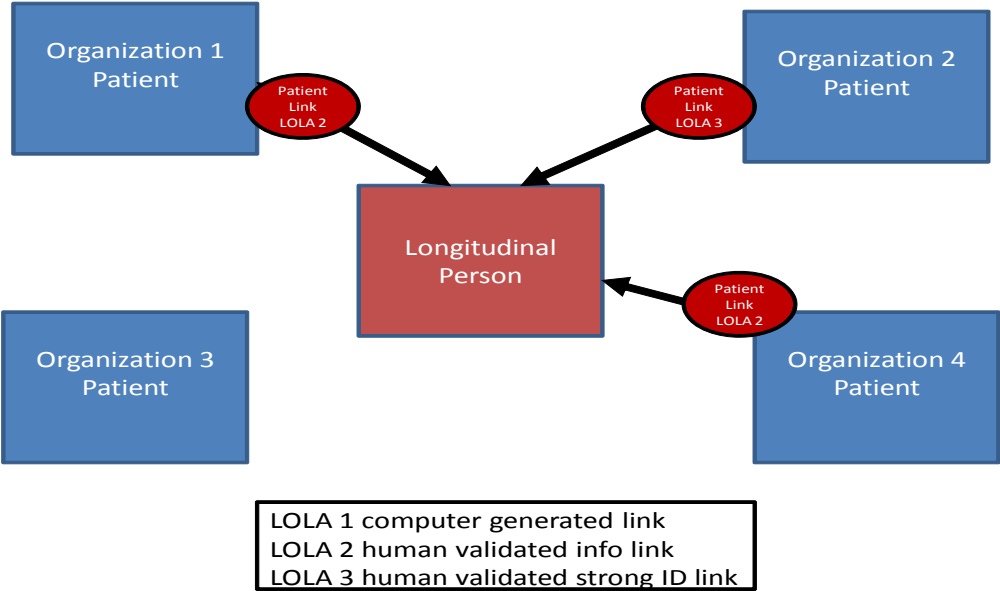 Organization 1
Patient
Patient
Link
LOLA 2
Patient
Link
LOLA 3
Organization 2
Patient
Longitudinal
Person
Patient
Link
LOLA 2
Organization 3
Patient
Organization 4
Patient
LOLA 1 computer generated link
LOLA 2 human validated info link
LOLA 3 human validated strong ID link